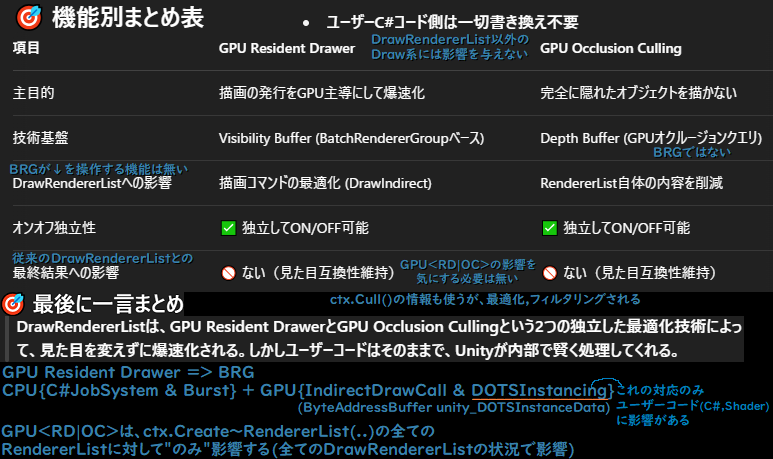 🎯 機能別まとめ表
• ユーザーC#コード側は一切書き換え不要
項目 GPU Resident Drawer GPU Occlusion Culling
DrawRendererList以外の
Draw系には影響を与えない
主目的 描画の発行をGPU主導にして爆速化 完全に隠れたオブジェクトを描かない
技術基盤 Visibility Buffer (BatchRendererGroupベース) Depth Buffer (GPUオクルージョンクエリ)
BRGではない
BRGが↓を操作する機能は無い
DrawRendererListへの影響 描画コマンドの最適化 (DrawIndirect) RendererList自体の内容を削減
オンオフ独立性 ✅ 独立してON/OFF可能 ✅ 独立してON/OFF可能
従来のDrawRendererListとの
最終結果への影響 🚫 ない（見た目互換性維持） 🚫 ない（見た目互換性維持）
GPU<RD|OC>の影響を
気にする必要は無い
🎯 最後に一言まとめ
ctx.Cull()の情報も使うが、最適化,フィルタリングされる
DrawRendererListは、GPU Resident DrawerとGPU Occlusion Cullingという2つの独立した最適化技術によっ
て、見た目を変えずに爆速化される。しかしユーザーコードはそのままで、Unityが内部で賢く処理してくれる。
GPU Resident Drawer => BRG
CPU{C#JobSystem & Burst} + GPU{IndirectDrawCall & DOTSInstancing}
(ByteAddressBuffer unity_DOTSInstanceData)
これの対応のみ
ユーザーコード(C#,Shader)
に影響がある
GPU<RD|OC>は、ctx.Create～RendererList(..)の全ての
RendererListに対して"のみ"影響する(全てのDrawRendererListの状況で影響)